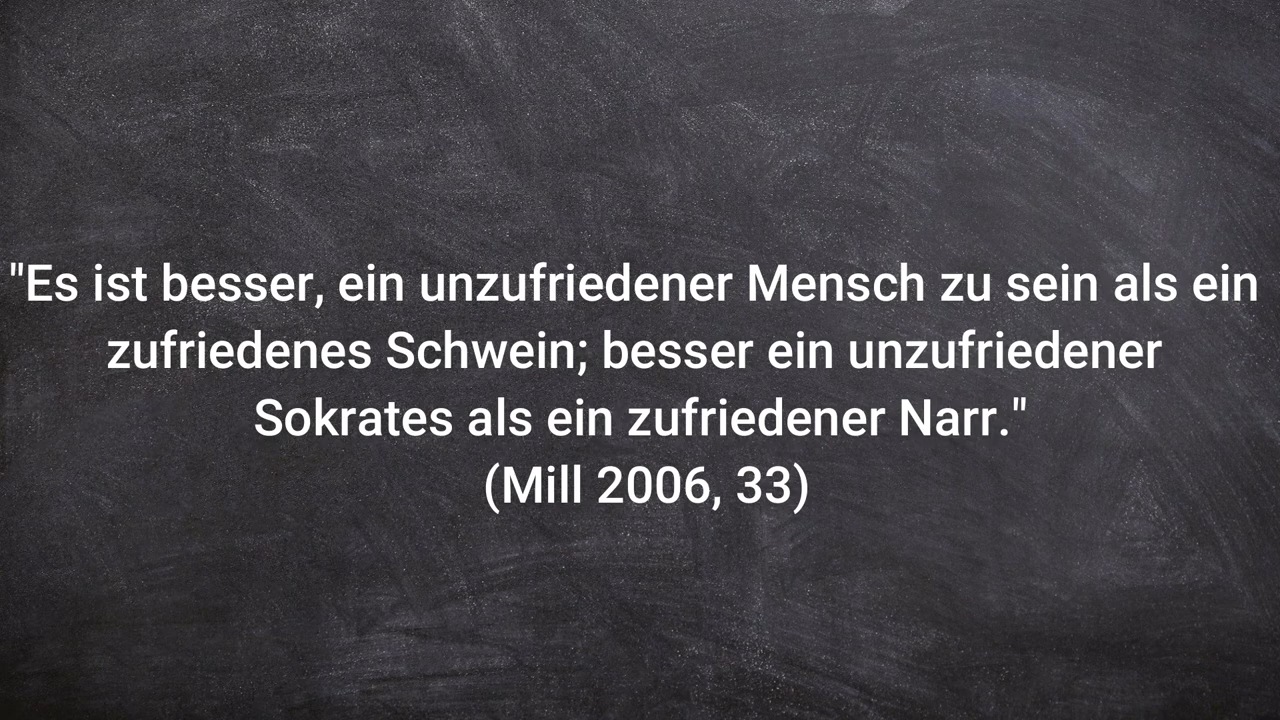 "Es ist besser, ein unzufriedener Mensch zu sein als ein
zufriedenes Schwein; besser ein unzufriedener
Sokrates als ein zufriedener Narr."
(Mill 2006, 33)